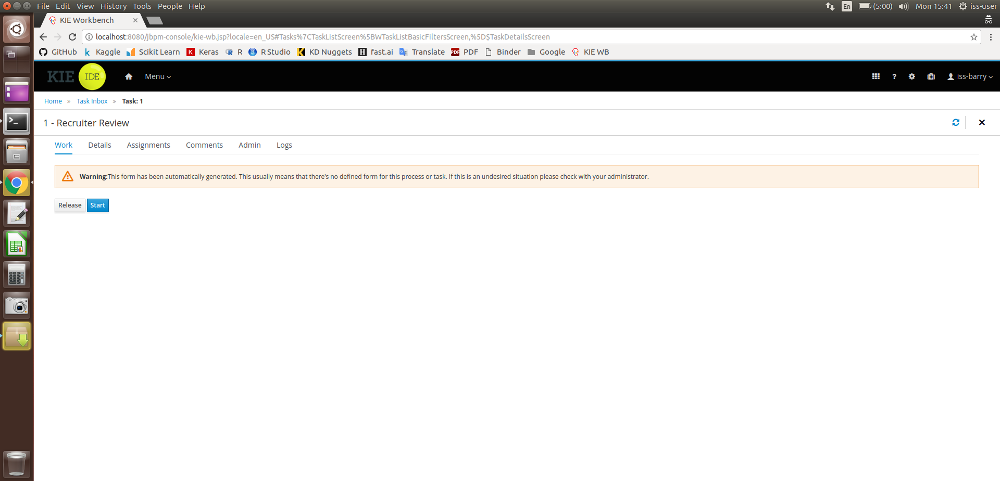 File Edit View History Tools People Help
En (5:00) Mon 15:41 iss-user
KIE Workbench
localhost:8080/jbpm-console/kie-wb.jsp?locale=en_US#Tasks%7CTaskListScreen%5BWTaskListBasicFiltersScreen,%5D$TaskDetailsScreen
GitHub k Kaggle Scikit Learn K Keras R R R RStudio K KD Nuggets H fast.ai Translate PDF PDF Binder Google KIE WB
KIE IDE Menu ? iss-barry
Home » Task Inbox » Task: 1
1 - Recruiter Review
Work Details Assignments Comments Admin Logs
Warning:This form has been automatically generated. This usually means that there's no defined form for this process or task. If this is an undesired situation please check with your administrator.
Release Start